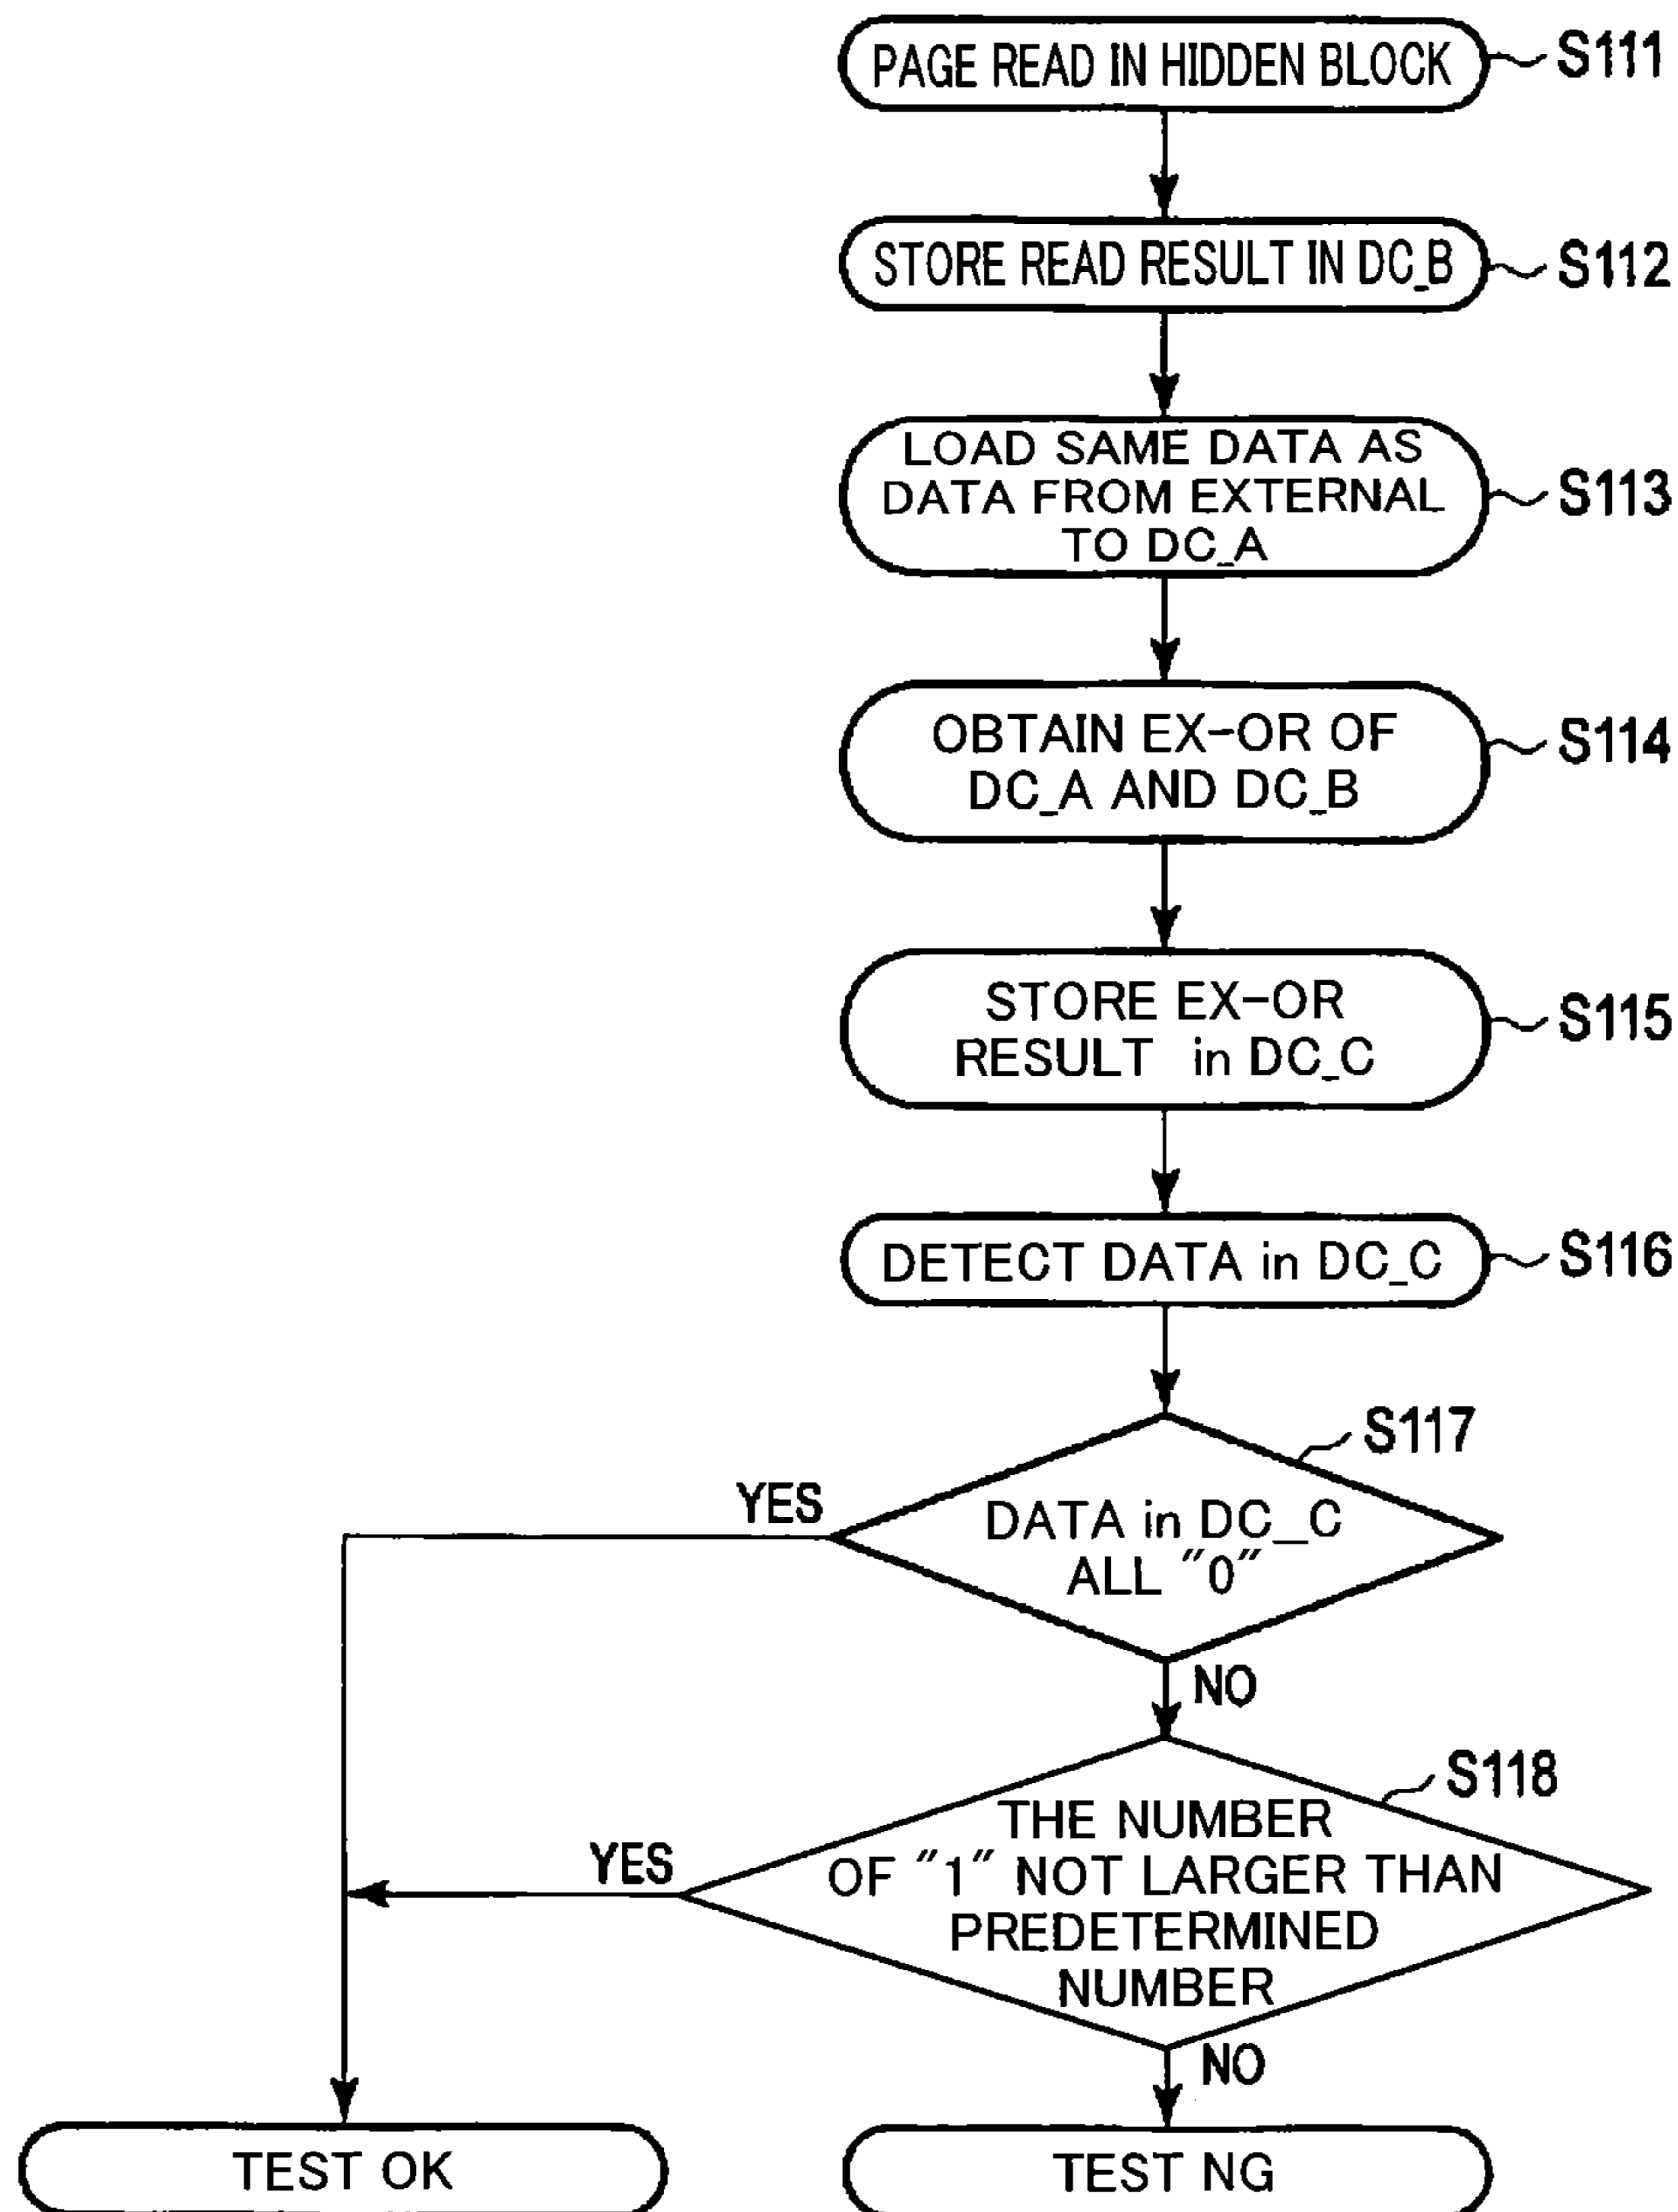 PAGE READ IN HIDDEN BLOCK
S111
STORE READ RESULT IN DC_B
S112
LOAD SAME DATA AS
DATA FROM EXTERNAL
TO DC_A
S113
OBTAIN EX-OR OF
DC_A AND DC_B
S114
STORE EX-OR
RESULT in DC_C
S115
DETECT DATA in DC_C
S116
S117
YES
DATA in DC_C
ALL "0"
NO
S118
YES
THE NUMBER
OF "1" NOT LARGER THAN
PREDETERMINED
NUMBER
NO
TEST OK
TEST NG